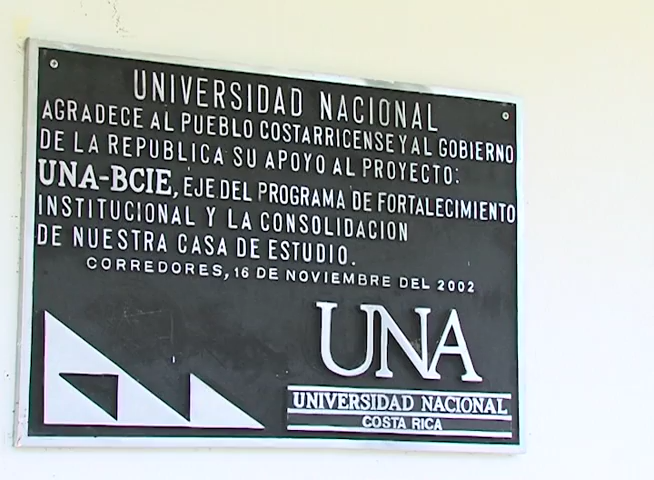 UNIVERSIDAD NACIONAL
AGRADECE AL PUEBLO COSTARRICENSE Y AL GOBIERNO
DE LA REPUBLICA SU APOYO AL PROYECTO:
UNA-BCIE, EJE DEL PROGRAMA DE FORTALECIMIENTO
INSTITUCIONAL Y LA CONSOLIDACION
DE NUESTRA CASA DE ESTUDIO.
CORREDORES, 16 DE NOVIEMBRE DEL 2002
UNA
UNIVERSIDAD NACIONAL
COSTA RICA